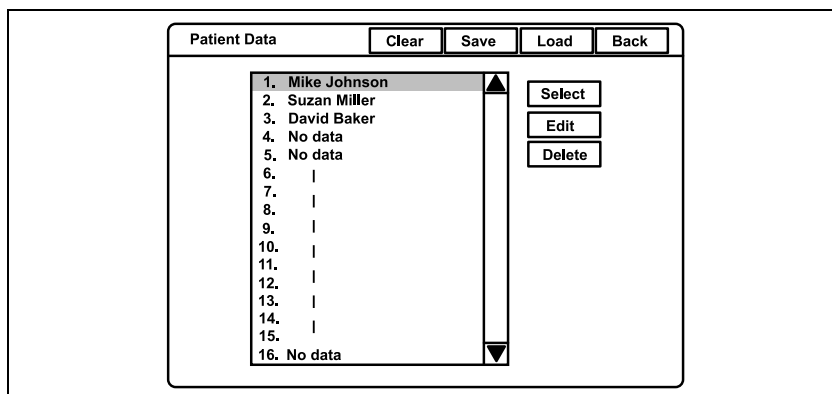 Patient Data Clear Save Load Back
1. Mike Johnson
2. Suzan Miller
3. David Baker
4. No data
5. No data
6.
7.
8.
9.
10.
11.
12.
13.
14.
15.
16. No data
Select
Edit
Delete